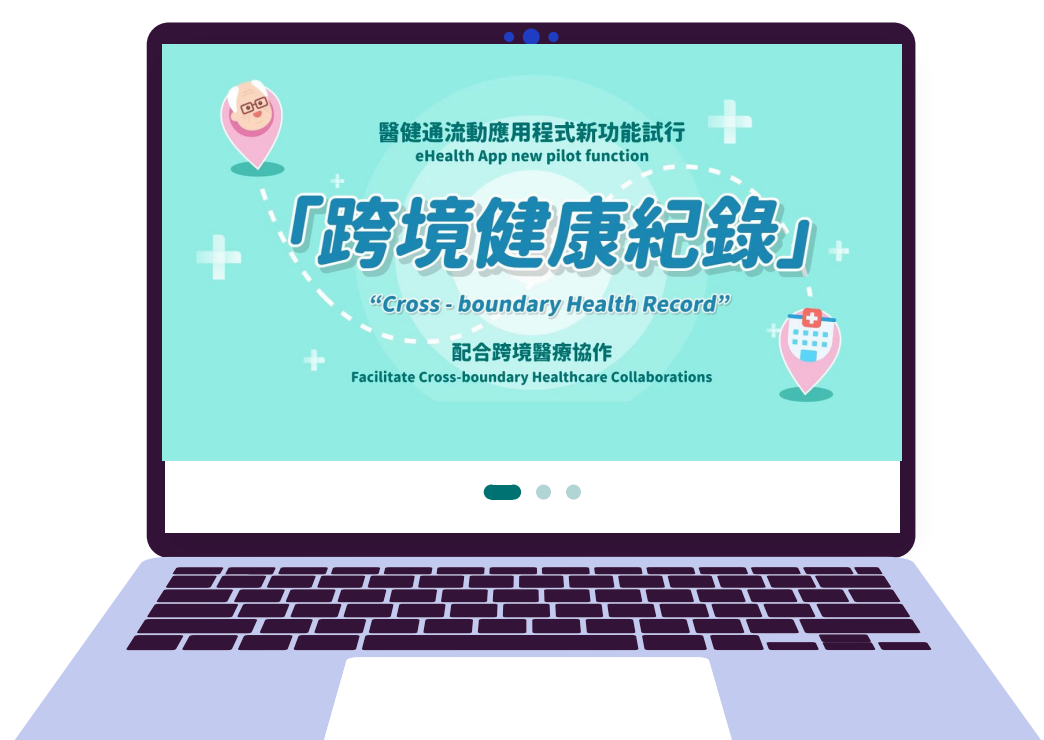 醫健通流動應用程式新功能試行
eHealth App new pilot function
「跨境健康紀錄」
“Cross - boundary Health Record”
配合跨境醫療協作
Facilitate Cross-boundary Healthcare Collaborations